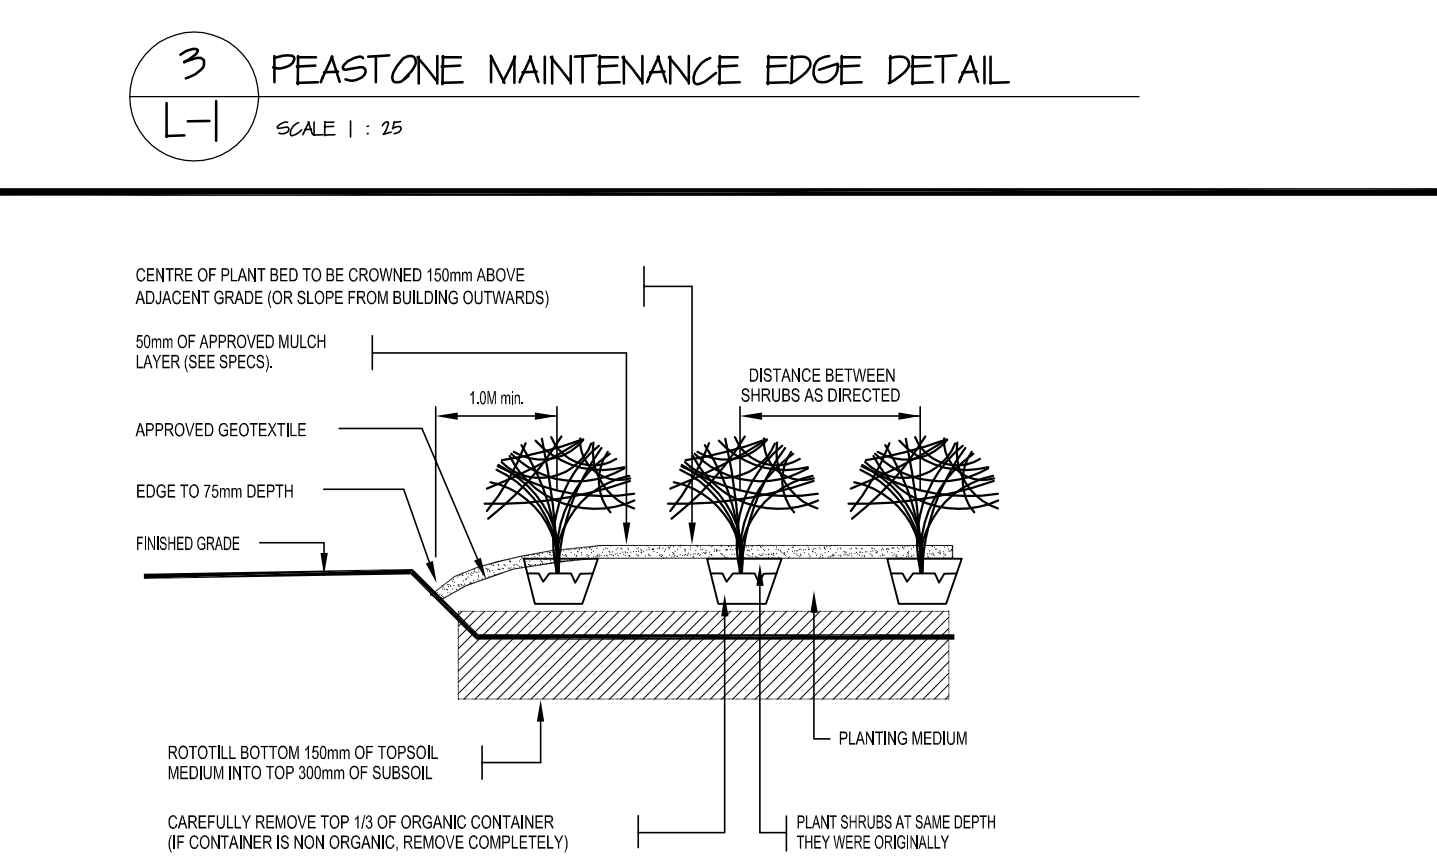 3
L-1
PEASTONE MAINTENANCE EDGE DETAIL
SCALE 1 : 25
CENTRE OF PLANT BED TO BE CROWNED 150mm ABOVE
ADJACENT GRADE (OR SLOPE FROM BUILDING OUTWARDS)
50mm OF APPROVED MULCH
LAYER (SEE SPECS).
DISTANCE BETWEEN
SHRUBS AS DIRECTED
1.0M min.
APPROVED GEOTEXTILE
EDGE TO 75mm DEPTH
FINISHED GRADE
PLANTING MEDIUM
ROTOTILL BOTTOM 150mm OF TOPSOIL
MEDIUM INTO TOP 300mm OF SUBSOIL
CAREFULLY REMOVE TOP 1/3 OF ORGANIC CONTAINER
(IF CONTAINER IS NON ORGANIC, REMOVE COMPLETELY)
PLANT SHRUBS AT SAME DEPTH
THEY WERE ORIGINALLY